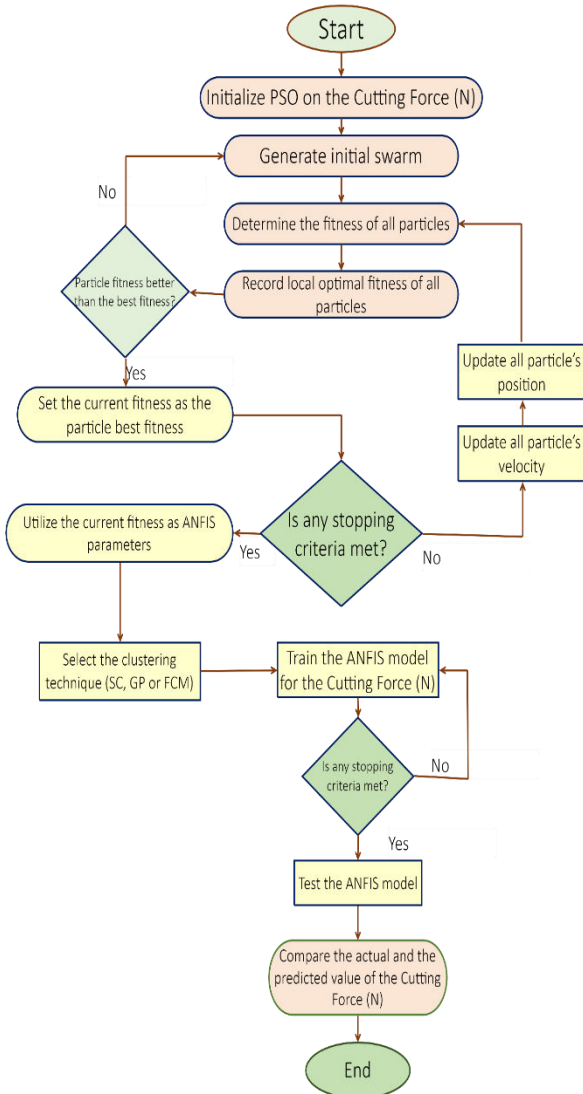 Start
Initialize PSO on the Cutting Force (N)
Generate initial swarm
No
Determine the fitness of all particles
Particle fitness better
than the best fitness?
Record local optimal fitness of all
particles
Update all particle's
position
Yes
Set the current fitness as the
particle best fitness
Update all particle's
velocity
Utilize the current fitness as ANFIS
parameters
Is any stopping
criteria met?
Yes
No
Select the clustering
technique (SC, GP or FCM)
Train the ANFIS model
for the Cutting Force (N)
Is any stopping
criteria met?
No
Yes
Test the ANFIS model
Compare the actual and the
predicted value of the Cutting
Force (N)
End